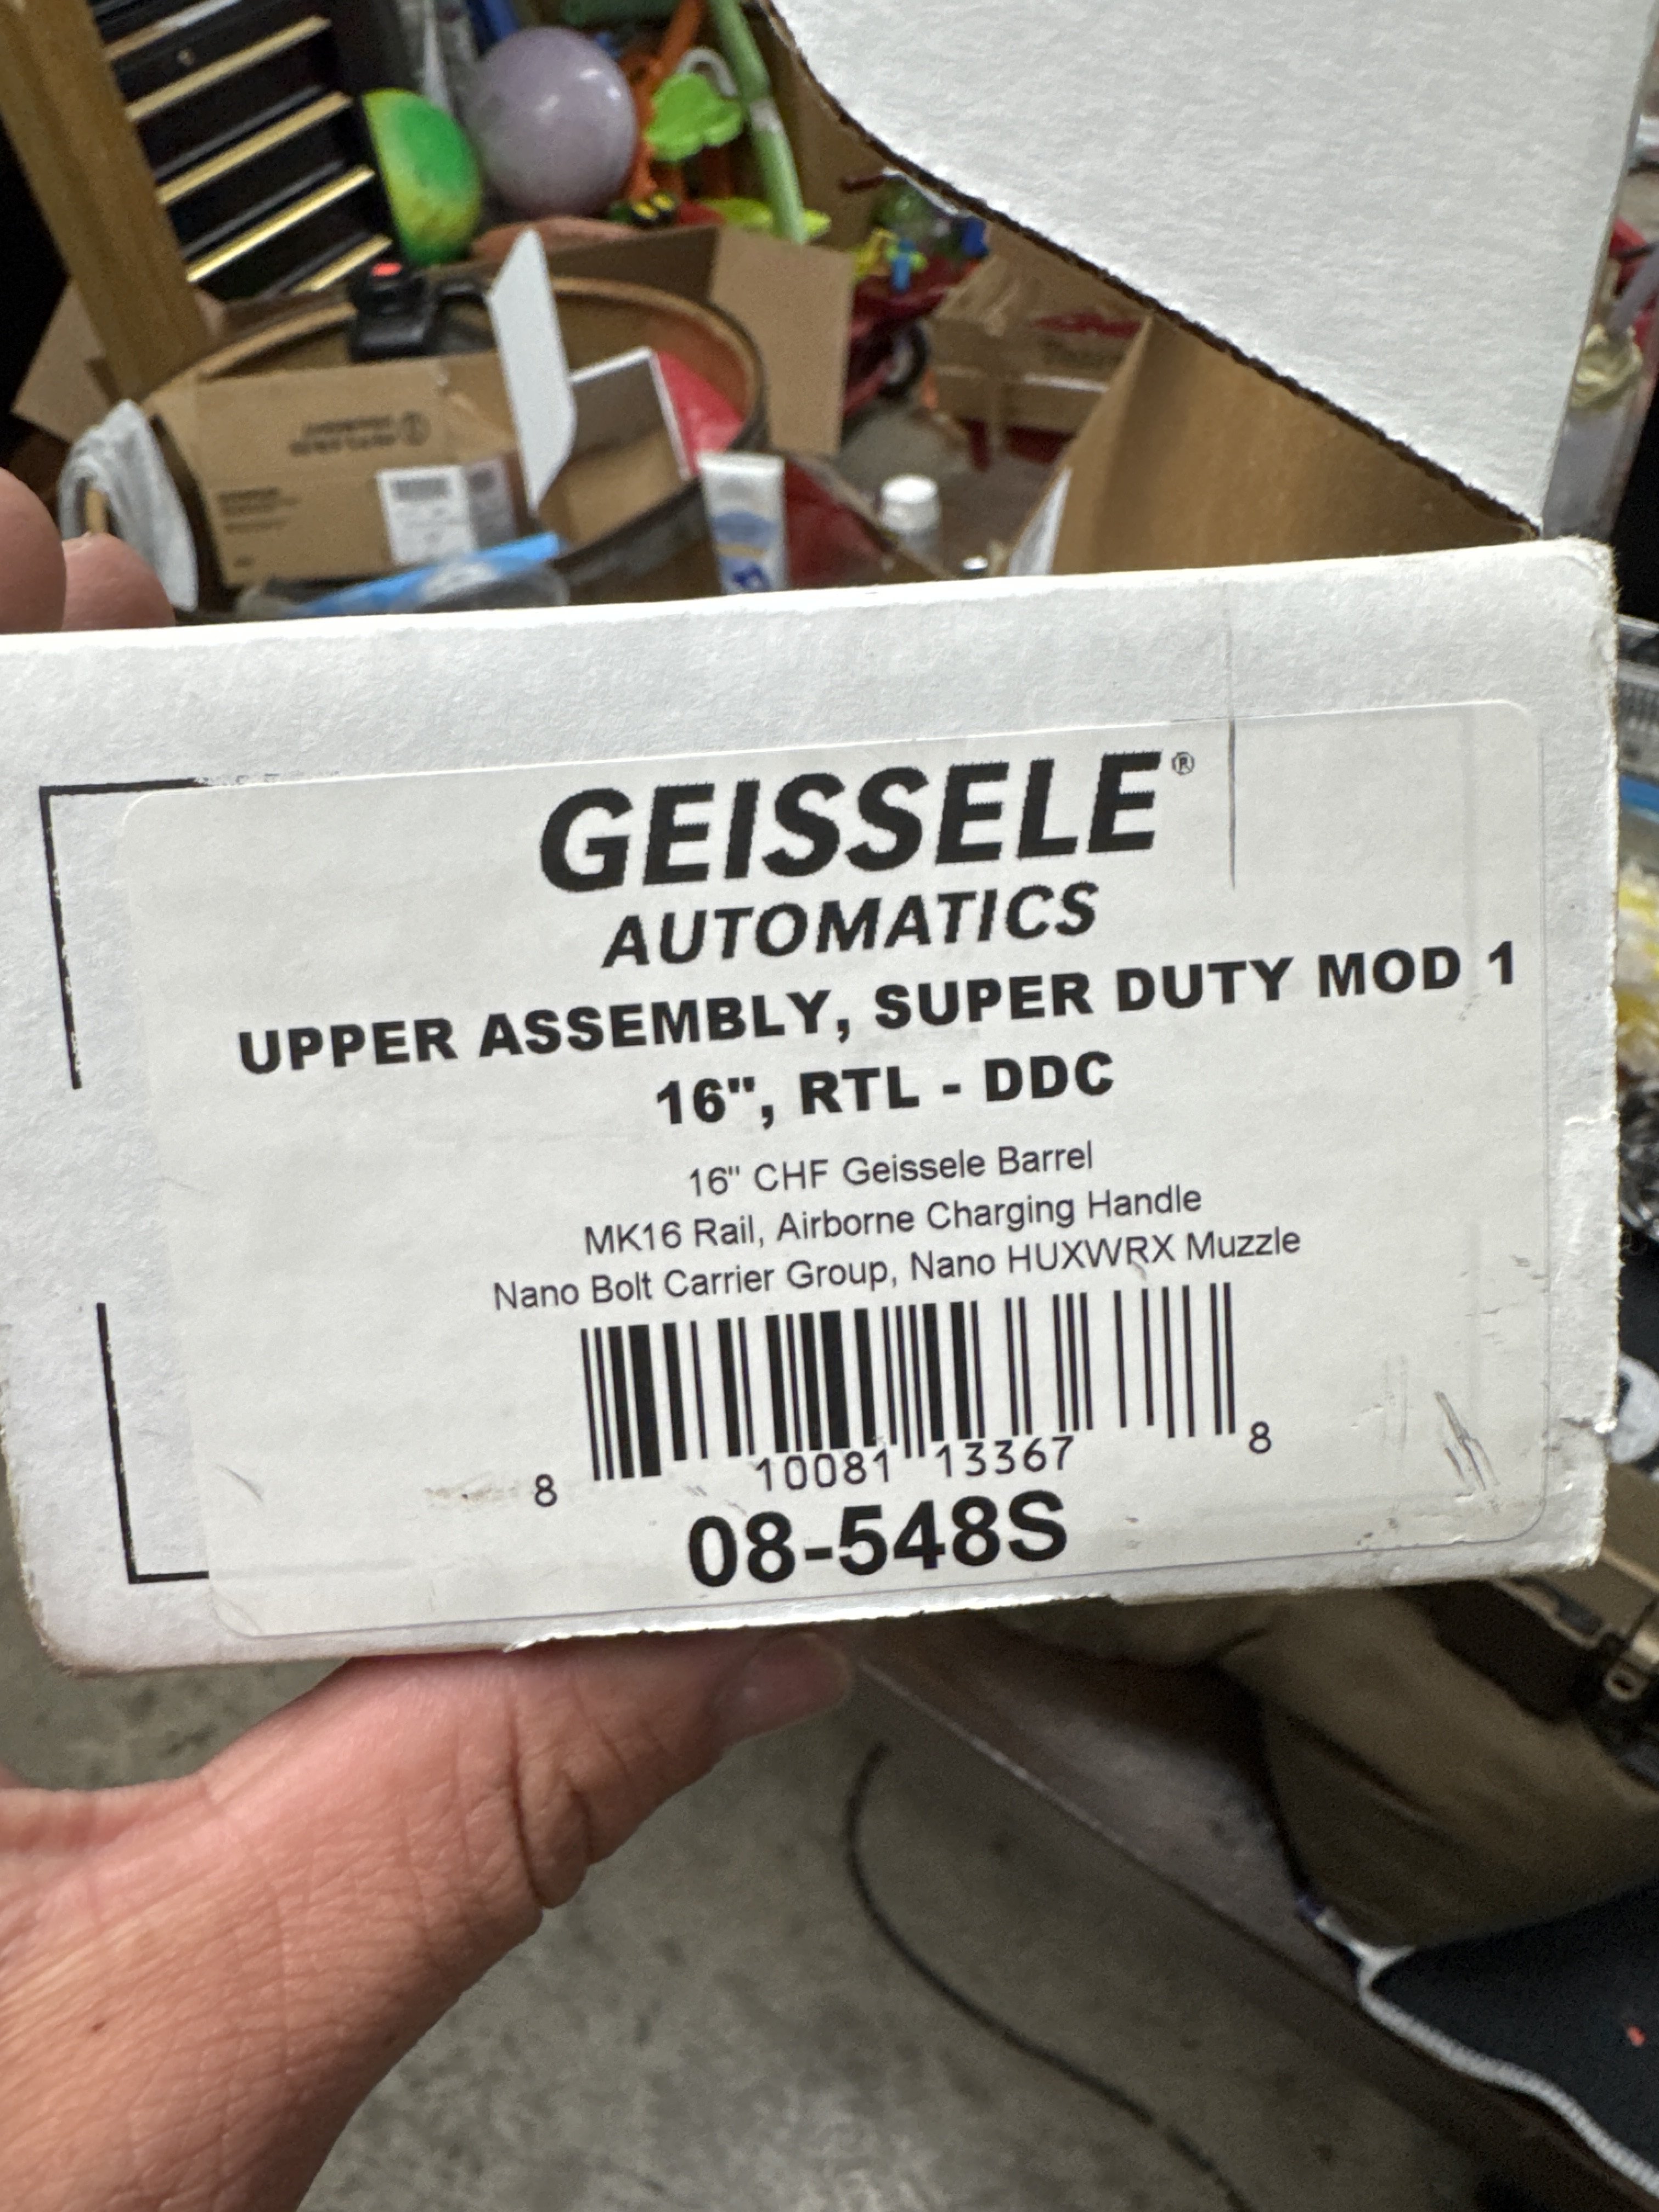 GEISSELE®
AUTOMATICS
UPPER ASSEMBLY, SUPER DUTY MOD 1
16", RTL - DDC
16" CHF Geissele Barrel
MK16 Rail, Airborne Charging Handle
Nano Bolt Carrier Group, Nano HUXWRX Muzzle
8 10081 13367 8
08-548S